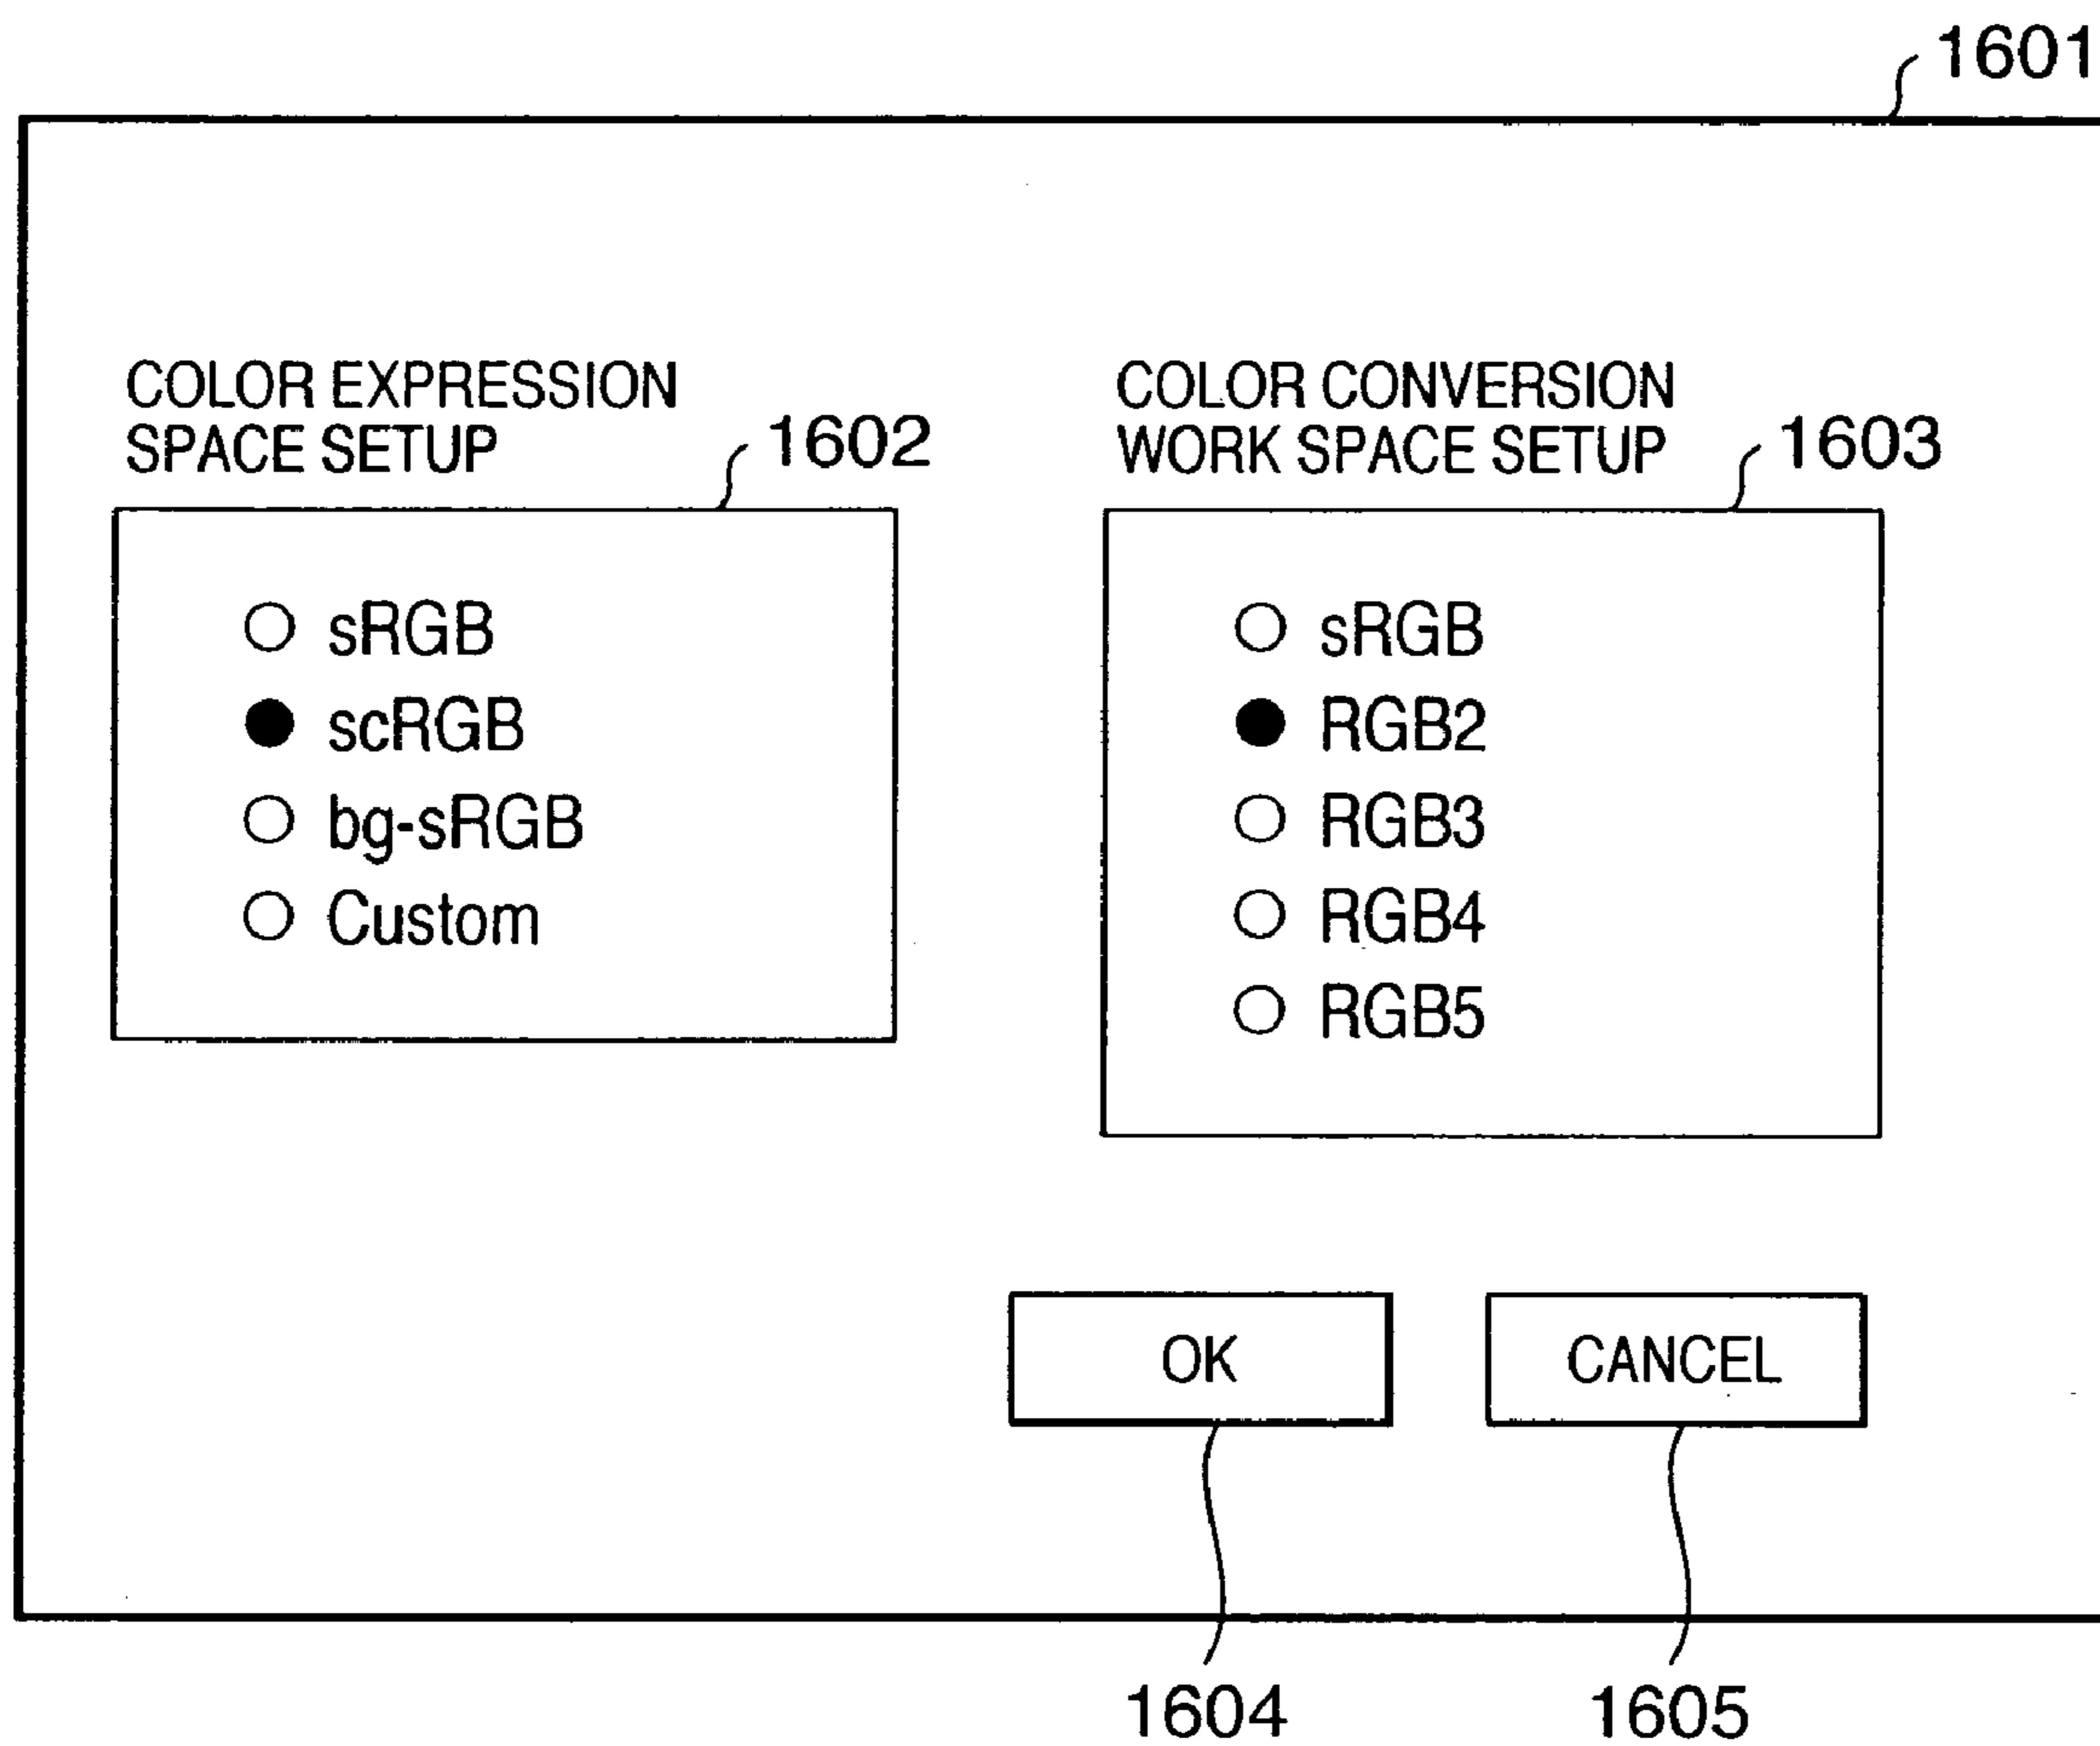 1601
COLOR EXPRESSION
SPACE SETUP
1602
sRGB
scRGB
bg-sRGB
Custom
COLOR CONVERSION
WORK SPACE SETUP
1603
sRGB
RGB2
RGB3
RGB4
RGB5
OK
CANCEL
1604
1605